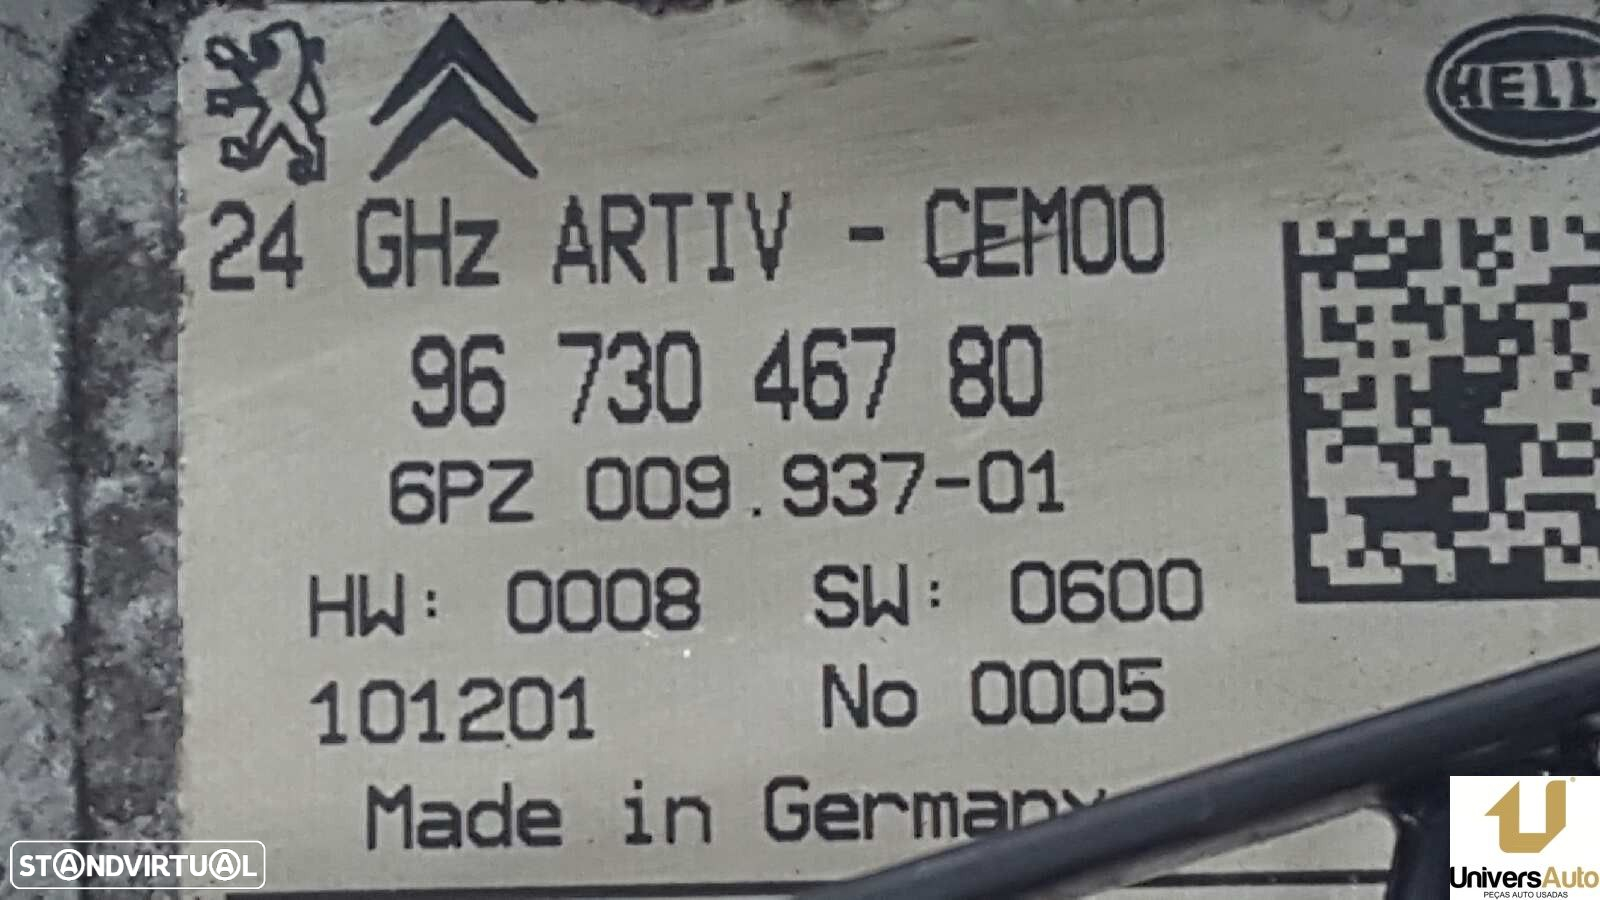 HELL
24 GHz ARTIV - CEM00
96 730 467 80
6PZ 009.937-01
HW: 0008 SW: 0600
101201 No 0005
Made in Germany
STANDVIRTUAL
UniversAuto
PEÇAS AUTO USADAS